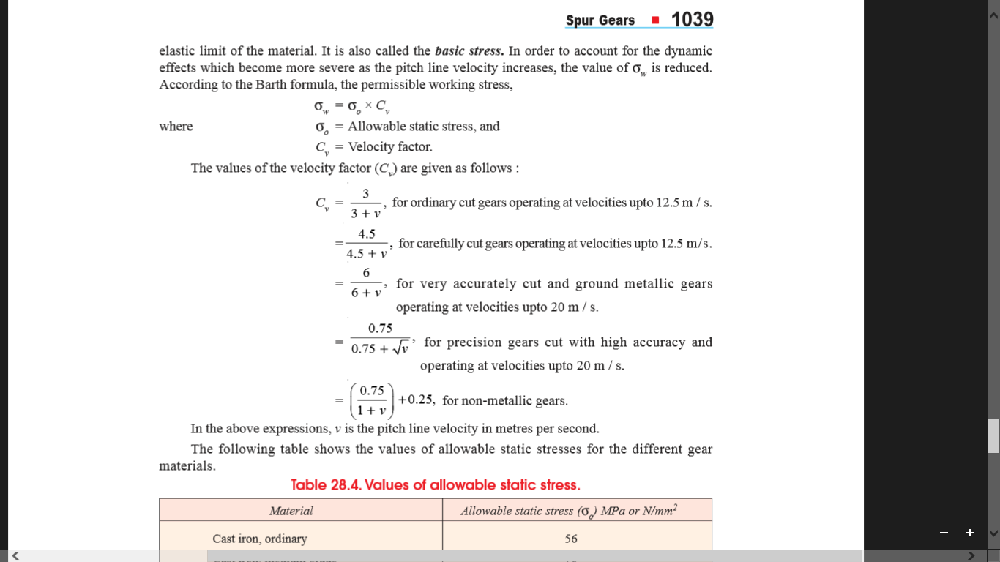 Spur Gears ■ 1039
elastic limit of the material. It is also called the basic stress. In order to account for the dynamic
effects which become more severe as the pitch line velocity increases, the value of σw is reduced.
According to the Barth formula, the permissible working stress,
σw = σo × Cv
where σo = Allowable static stress, and
Cv = Velocity factor.
The values of the velocity factor (Cv) are given as follows :
Cv = 3 / (3 + v), for ordinary cut gears operating at velocities upto 12.5 m / s.
= 4.5 / (4.5 + v), for carefully cut gears operating at velocities upto 12.5 m/s.
= 6 / (6 + v), for very accurately cut and ground metallic gears
operating at velocities upto 20 m / s.
= 0.75 / (0.75 + √v), for precision gears cut with high accuracy and
operating at velocities upto 20 m / s.
= (0.75 / (1 + v)) +0.25, for non-metallic gears.
In the above expressions, v is the pitch line velocity in metres per second.
The following table shows the values of allowable static stresses for the different gear
materials.
Table 28.4. Values of allowable static stress.
Material Allowable static stress (σo) MPa or N/mm²
Cast iron, ordinary 56